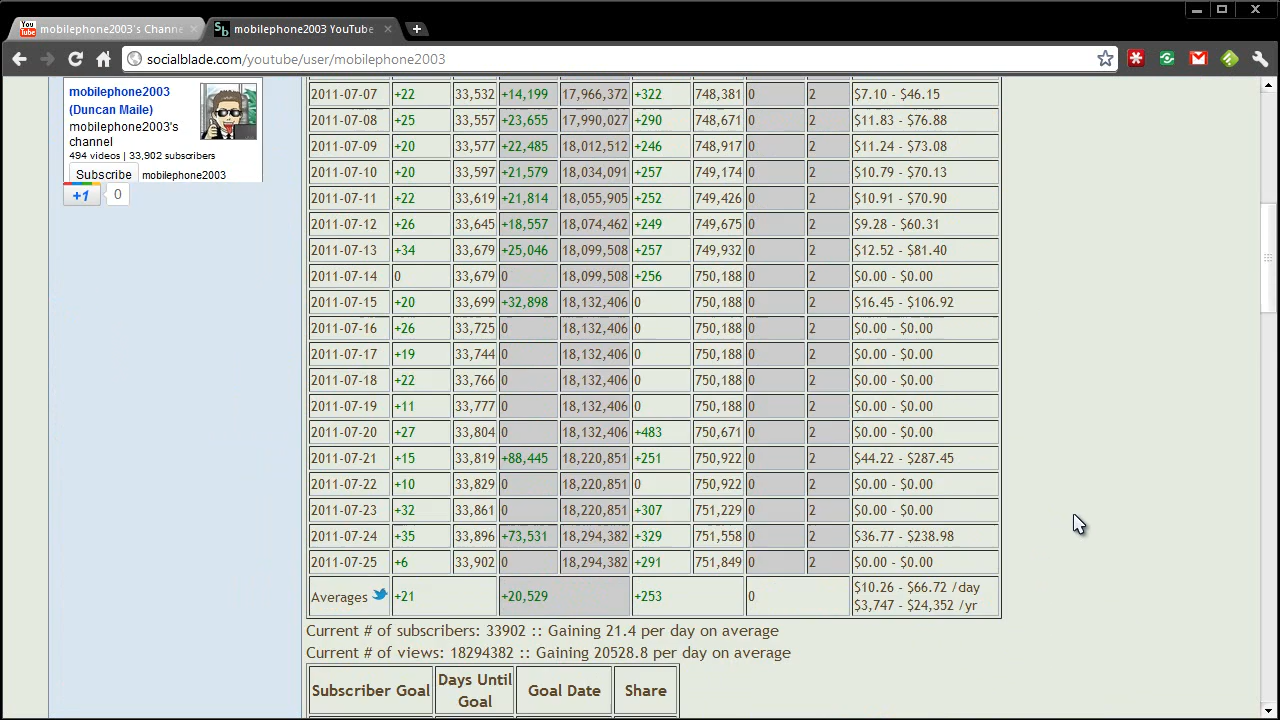 mobilephone2003's Channe
mobilephone2003 YouTube
socialblade.com/youtube/user/mobilephone2003
mobilephone2003
(Duncan Maile)
mobilephone2003's
channel
494 videos | 33,902 subscribers
Subscribe mobilephone2003
+1 0
2011-07-07 +22 33,532 +14,199 17,966,372 +322 748,381 0 2 $7.10 - $46.15
2011-07-08 +25 33,557 +23,655 17,990,027 +290 748,671 0 2 $11.83 - $76.88
2011-07-09 +20 33,577 +22,485 18,012,512 +246 748,917 0 2 $11.24 - $73.08
2011-07-10 +20 33,597 +21,579 18,034,091 +257 749,174 0 2 $10.79 - $70.13
2011-07-11 +22 33,619 +21,814 18,055,905 +252 749,426 0 2 $10.91 - $70.90
2011-07-12 +26 33,645 +18,557 18,074,462 +249 749,675 0 2 $9.28 - $60.31
2011-07-13 +34 33,679 +25,046 18,099,508 +257 749,932 0 2 $12.52 - $81.40
2011-07-14 0 33,679 0 18,099,508 +256 750,188 0 2 $0.00 - $0.00
2011-07-15 +20 33,699 +32,898 18,132,406 0 750,188 0 2 $16.45 - $106.92
2011-07-16 +26 33,725 0 18,132,406 0 750,188 0 2 $0.00 - $0.00
2011-07-17 +19 33,744 0 18,132,406 0 750,188 0 2 $0.00 - $0.00
2011-07-18 +22 33,766 0 18,132,406 0 750,188 0 2 $0.00 - $0.00
2011-07-19 +11 33,777 0 18,132,406 0 750,188 0 2 $0.00 - $0.00
2011-07-20 +27 33,804 0 18,132,406 +483 750,671 0 2 $0.00 - $0.00
2011-07-21 +15 33,819 +88,445 18,220,851 +251 750,922 0 2 $44.22 - $287.45
2011-07-22 +10 33,829 0 18,220,851 0 750,922 0 2 $0.00 - $0.00
2011-07-23 +32 33,861 0 18,220,851 +307 751,229 0 2 $0.00 - $0.00
2011-07-24 +35 33,896 +73,531 18,294,382 +329 751,558 0 2 $36.77 - $238.98
2011-07-25 +6 33,902 0 18,294,382 +291 751,849 0 2 $0.00 - $0.00
Averages +21 +20,529 +253 0 $10.26 - $66.72 /day
$3,747 - $24,352 /yr
Current # of subscribers: 33902 :: Gaining 21.4 per day on average
Current # of views: 18294382 :: Gaining 20528.8 per day on average
Subscriber Goal Days Until Goal Goal Date Share